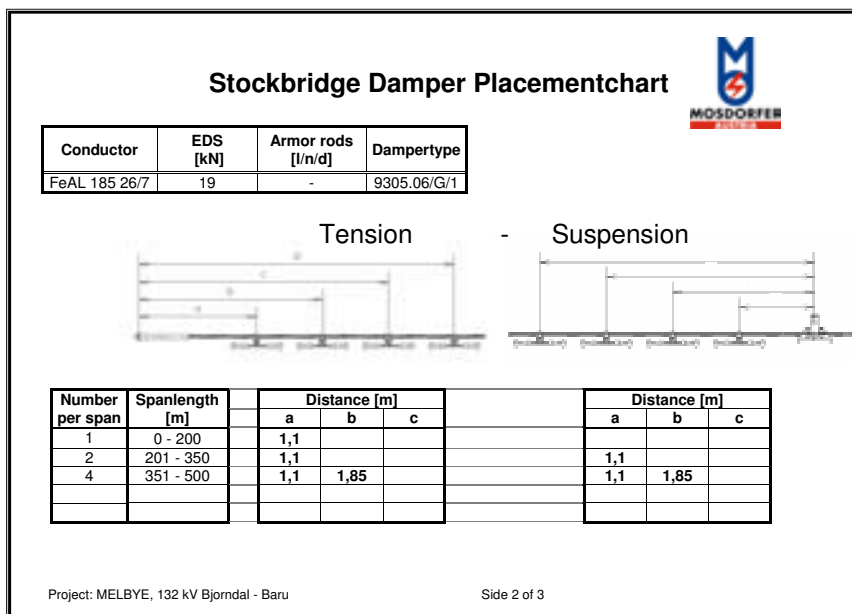 Stockbridge Damper Placementchart
MOSDORFER
AUSTRIA
Conductor EDS [kN] Armor rods [l/n/d] Dampertype
FeAL 185 26/7 19 - 9305.06/G/1
Tension - Suspension
Number per span Spanlength [m] Distance [m] Distance [m]
a b c a b c
1 0 - 200 1,1
2 201 - 350 1,1 1,1
4 351 - 500 1,1 1,85 1,1 1,85
Project: MELBYE, 132 kV Bjorndal - Baru Side 2 of 3